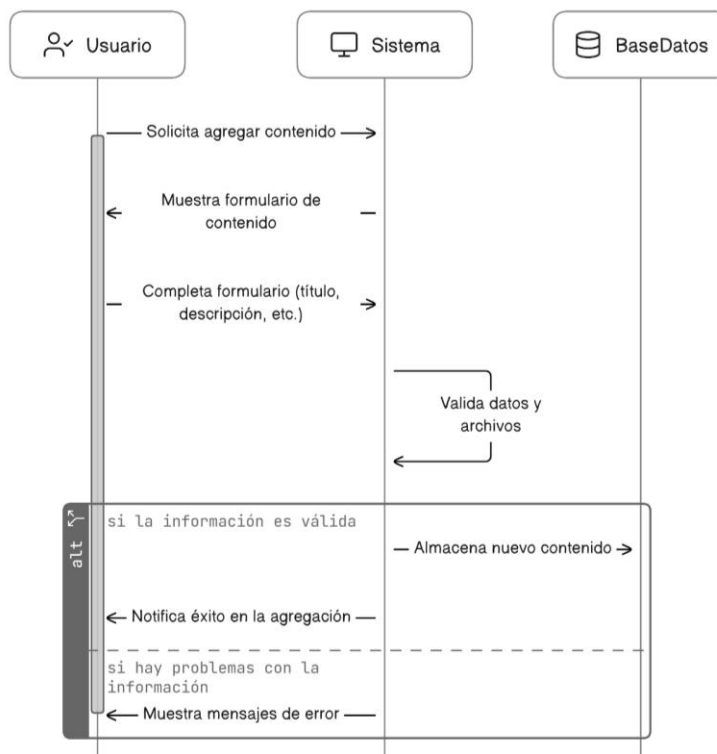 Usuario
Sistema
BaseDatos
Solicita agregar contenido
Muestra formulario de
contenido
Completa formulario (título,
descripción, etc.)
Valida datos y
archivos
alt
si la información es válida
Almacena nuevo contenido
Notifica éxito en la agregación
si hay problemas con la
información
Muestra mensajes de error